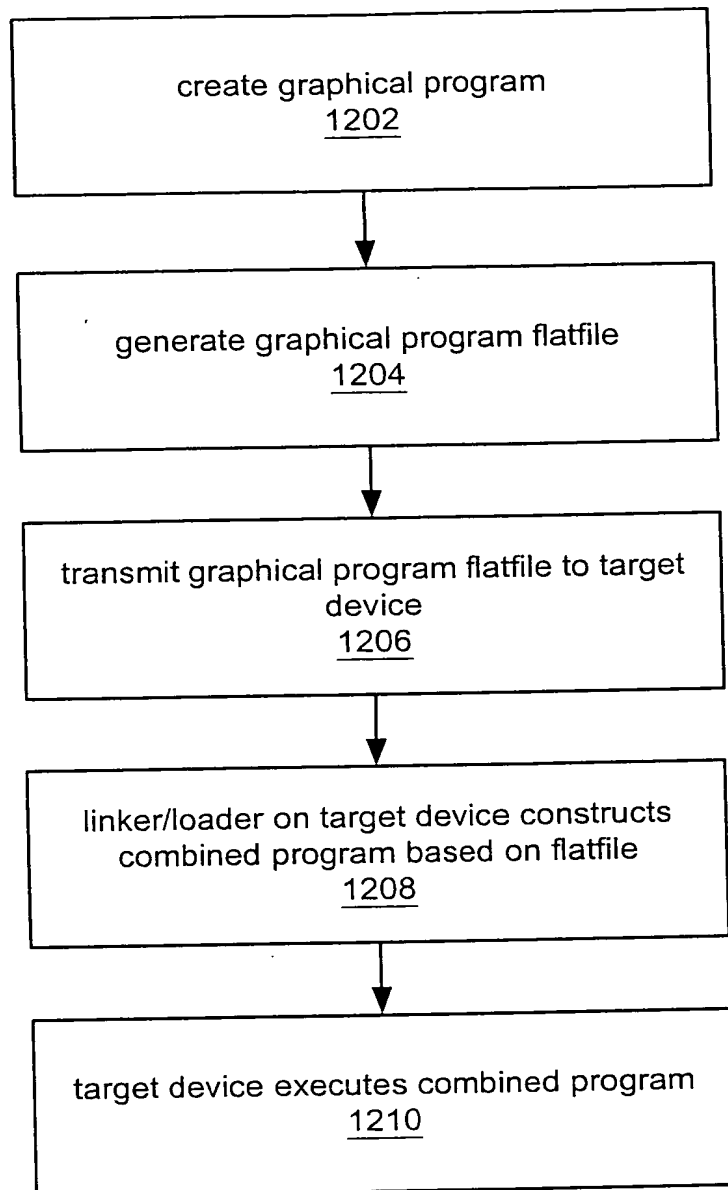 create graphical program
1202
generate graphical program flatfile
1204
transmit graphical program flatfile to target
device
1206
linker/loader on target device constructs
combined program based on flatfile
1208
target device executes combined program
1210